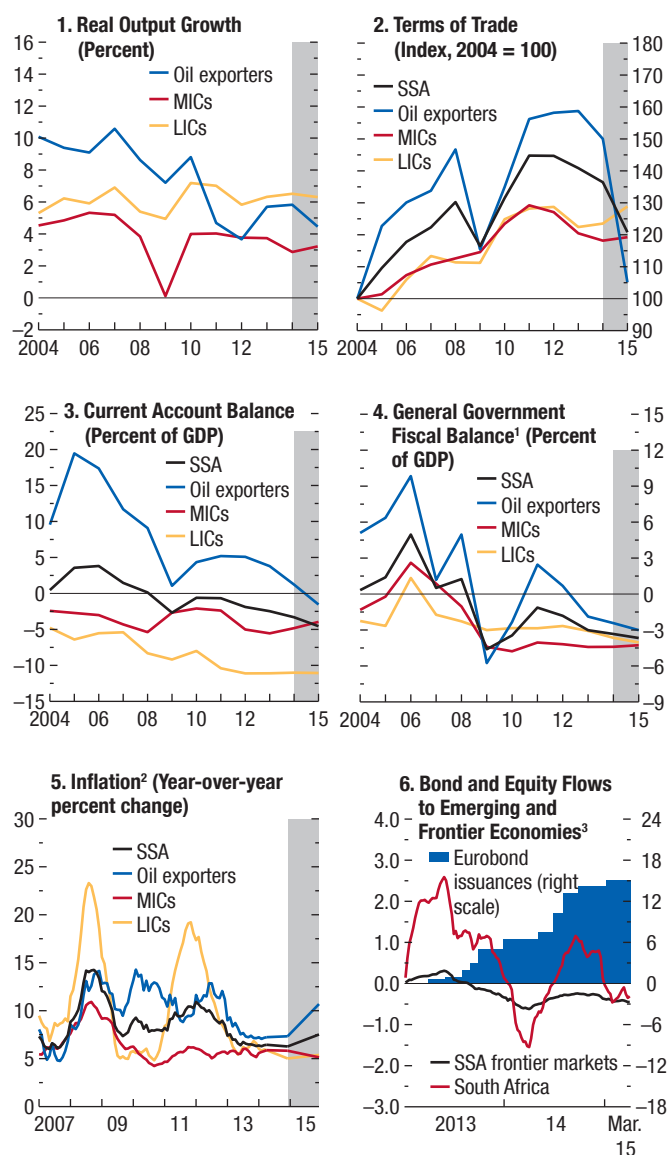 1. Real Output Growth
(Percent)
16
14
12
10
8
6
4
2
0
–2
Oil exporters
MICs
LICs
2004 06 08 10 12 15
2. Terms of Trade
(Index, 2004 = 100)
180
170
160
150
140
130
120
110
100
90
SSA
Oil exporters
MICs
LICs
2004 06 08 10 12 15
3. Current Account Balance
(Percent of GDP)
25
20
15
10
5
0
–5
–10
–15
SSA
Oil exporters
MICs
LICs
2004 06 08 10 12 15
4. General Government
Fiscal Balance¹ (Percent
of GDP)
15
12
9
6
3
0
–3
–6
–9
SSA
Oil exporters
MICs
LICs
2004 06 08 10 12 15
5. Inflation² (Year-over-year
percent change)
30
25
20
15
10
5
0
SSA
Oil exporters
MICs
LICs
2007 09 11 13 15
6. Bond and Equity Flows
to Emerging and
Frontier Economies³
4.0
3.0
2.0
1.0
0.0
–1.0
–2.0
–3.0
24
18
12
6
0
–6
–12
–18
Eurobond
issuances (right
scale)
SSA frontier markets
South Africa
2013 14 Mar.
15